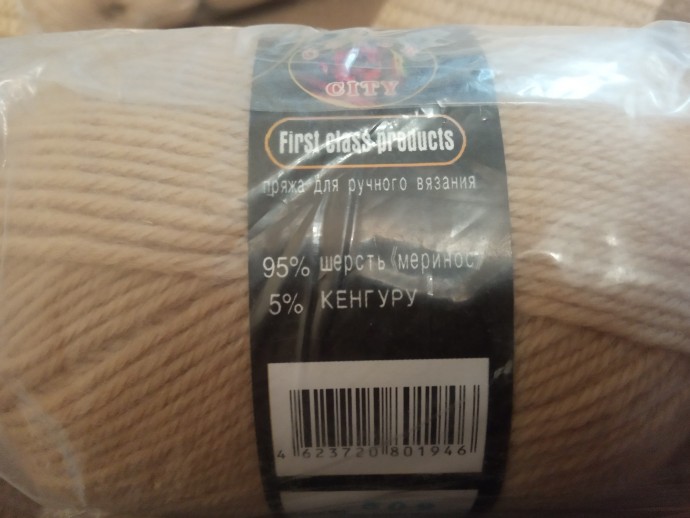 CITY
First class products
пряжа для ручного вязания
95% шерсть «меринос»
5% КЕНГУРУ
4 623720 801946